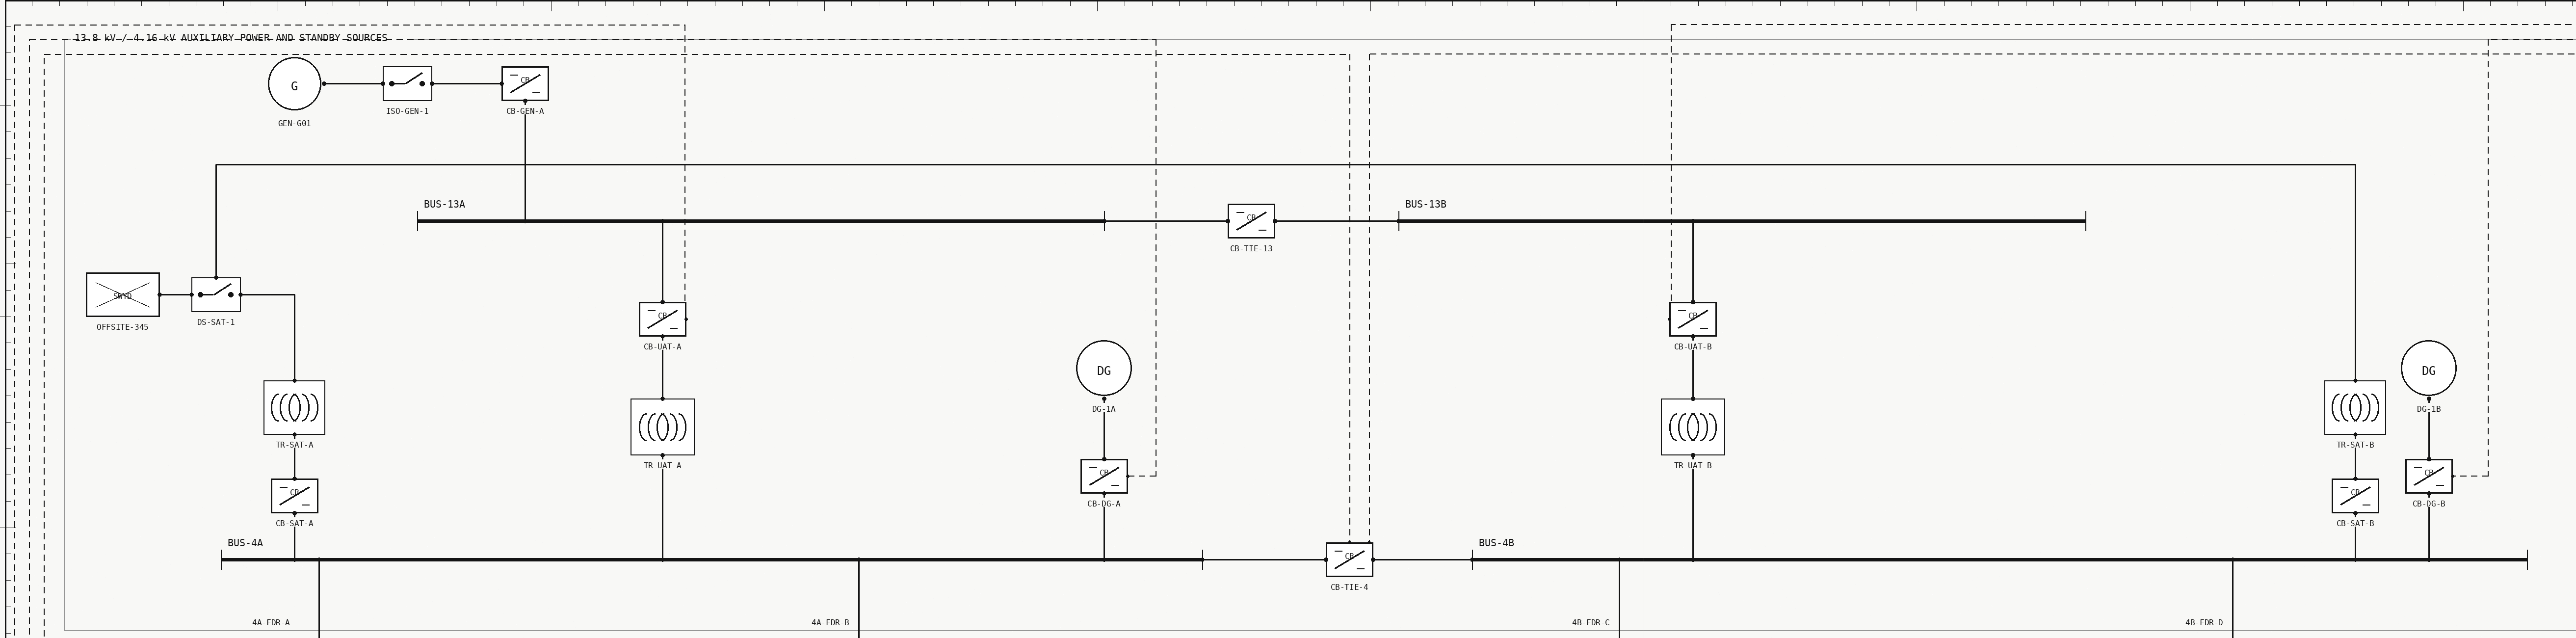 13.8 kV / 4.16 kV AUXILIARY POWER AND STANDBY SOURCES
G
CB
GEN-G01
ISO-GEN-1
CB-GEN-A
BUS-13A
BUS-13B
CB
CB-TIE-13
SWYD
OFFSITE-345
DS-SAT-1
CB
CB-UAT-A
CB
CB-UAT-B
DG
DG-1A
DG
DG-1B
TR-SAT-A
TR-UAT-A
TR-UAT-B
TR-SAT-B
CB
CB-DG-A
CB
CB-DG-B
CB
CB-SAT-A
CB
CB-SAT-B
BUS-4A
BUS-4B
CB
CB-TIE-4
4A-FDR-A
4A-FDR-B
4B-FDR-C
4B-FDR-D